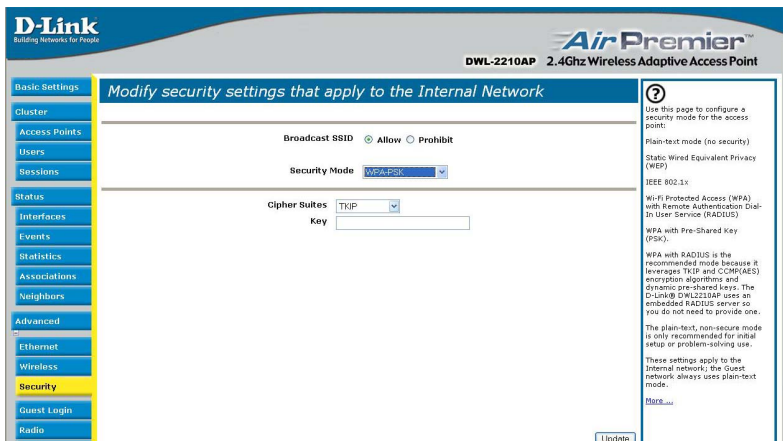 D-Link
Building Networks for People
Air Premier™
DWL-2210AP 2.4Ghz Wireless Adaptive Access Point
Basic Settings
Cluster
Access Points
Users
Sessions
Status
Interfaces
Events
Statistics
Associations
Neighbors
Advanced
Ethernet
Wireless
Security
Guest Login
Radio
Modify security settings that apply to the Internal Network
Broadcast SSID Allow Prohibit
Security Mode WPA-PSK
Cipher Suites TKIP
Key
Update
?
Use this page to configure a
security mode for the access
point:
Plain-text mode (no security)
Static Wired Equivalent Privacy
(WEP)
IEEE 802.1x
Wi-Fi Protected Access (WPA)
with Remote Authentication Dial-
In User Service (RADIUS)
WPA with Pre-Shared Key
(PSK).
WPA with RADIUS is the
recommended mode because it
leverages TKIP and CCMP(AES)
encryption algorithms and
dynamic pre-shared keys. The
D-Link® DWL2210AP uses an
embedded RADIUS server so
you do not need to provide one.
The plain-text, non-secure mode
is only recommended for initial
setup or problem-solving use.
These settings apply to the
Internal network; the Guest
network always uses plain-text
mode.
More ...